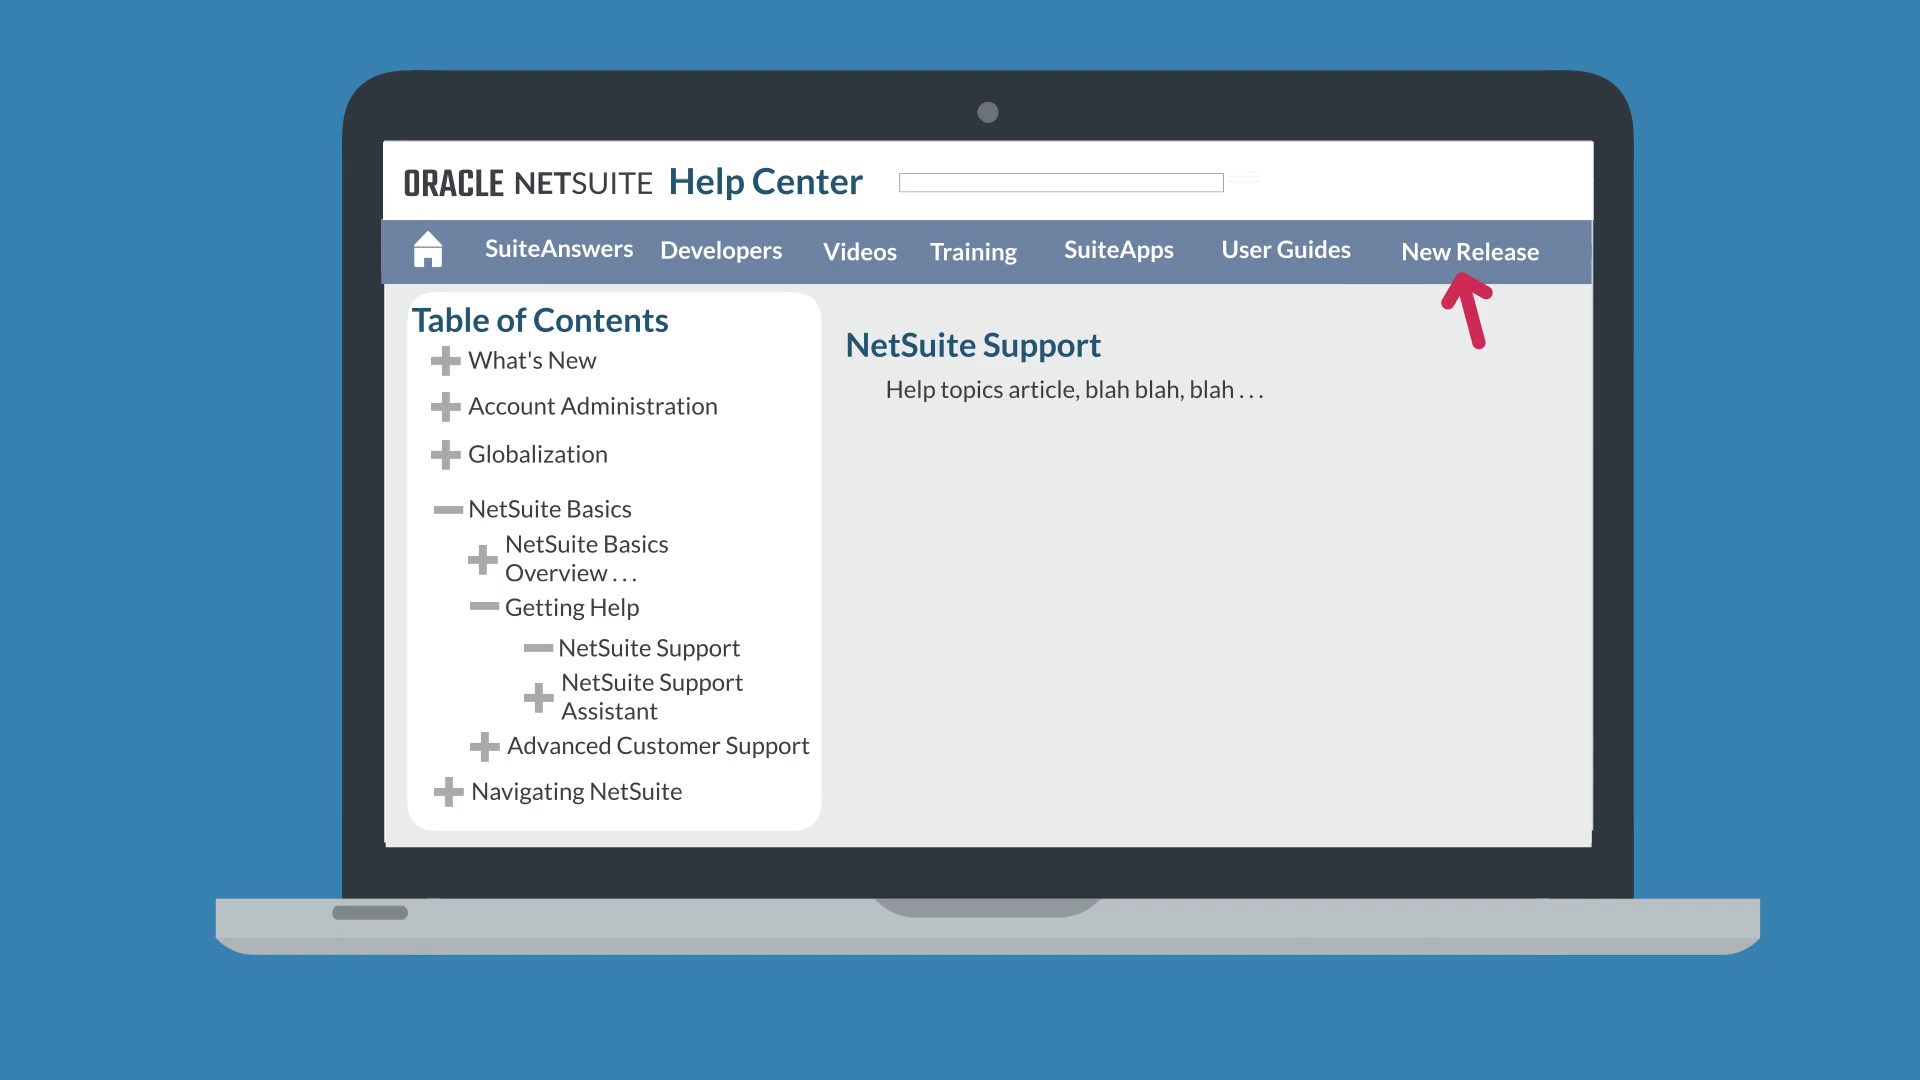 ORACLE NETSUITE Help Center
SuiteAnswers Developers Videos Training SuiteApps User Guides New Release
Table of Contents
What's New
Account Administration
Globalization
NetSuite Basics
NetSuite Basics
Overview . . .
Getting Help
NetSuite Support
NetSuite Support
Assistant
Advanced Customer Support
Navigating NetSuite
NetSuite Support
Help topics article, blah blah, blah . . .